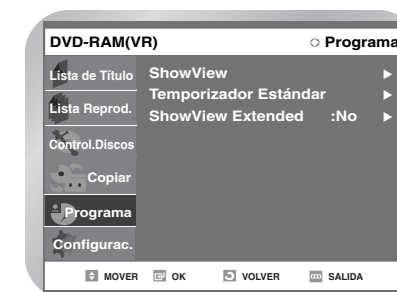 DVD-RAM(VR) Programa
Lista de Título
Lista Reprod.
Control.Discos
Copiar
Programa
Configurac.
ShowView
Temporizador Estándar
ShowView Extended :No
MOVER OK VOLVER SALIDA